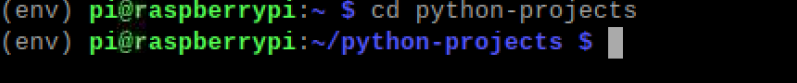 (env) pi@raspberrypi:~ $ cd python-projects
(env) pi@raspberrypi:~/python-projects $